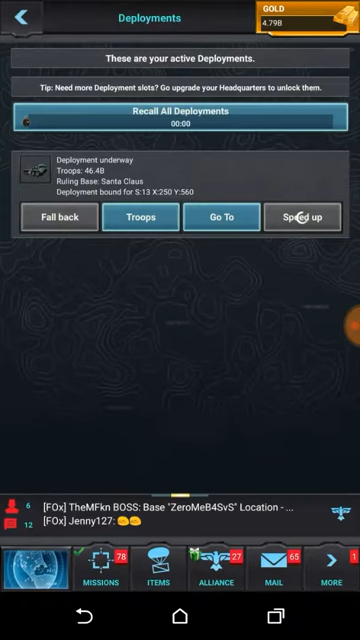 Deployments
GOLD
4.79B
These are your active Deployments.
Tip: Need more Deployment slots? Go upgrade your Headquarters to unlock them.
Recall All Deployments
00:00
Deployment underway
Troops: 46.4B
Ruling Base: Santa Claus
Deployment bound for S:13 X:250 Y:560
Fall back
Troops
Go To
Speed up
6 [FOx] TheMFkn BOSS: Base "ZeroMeB4SvS" Location - ...
12 [FOx] Jenny127:
78
27
65
1
MISSIONS
ITEMS
ALLIANCE
MAIL
MORE